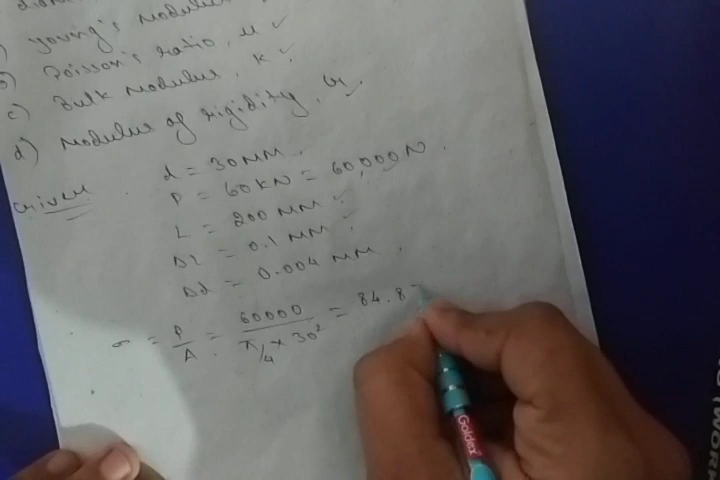 ) Young's Modulus
b) Poisson's ratio, μ ✓
c) Bulk Modulus, K ✓
d) Modulus of rigidity, G ✓
Given
d = 30 MM
P = 60 KN = 60,000 N
L = 200 MM ✓
Δl = 0.1 MM ✓
Δd = 0.004 MM
σ = P/A = 60000 / π/4 × 30² = 84.8
Goldex